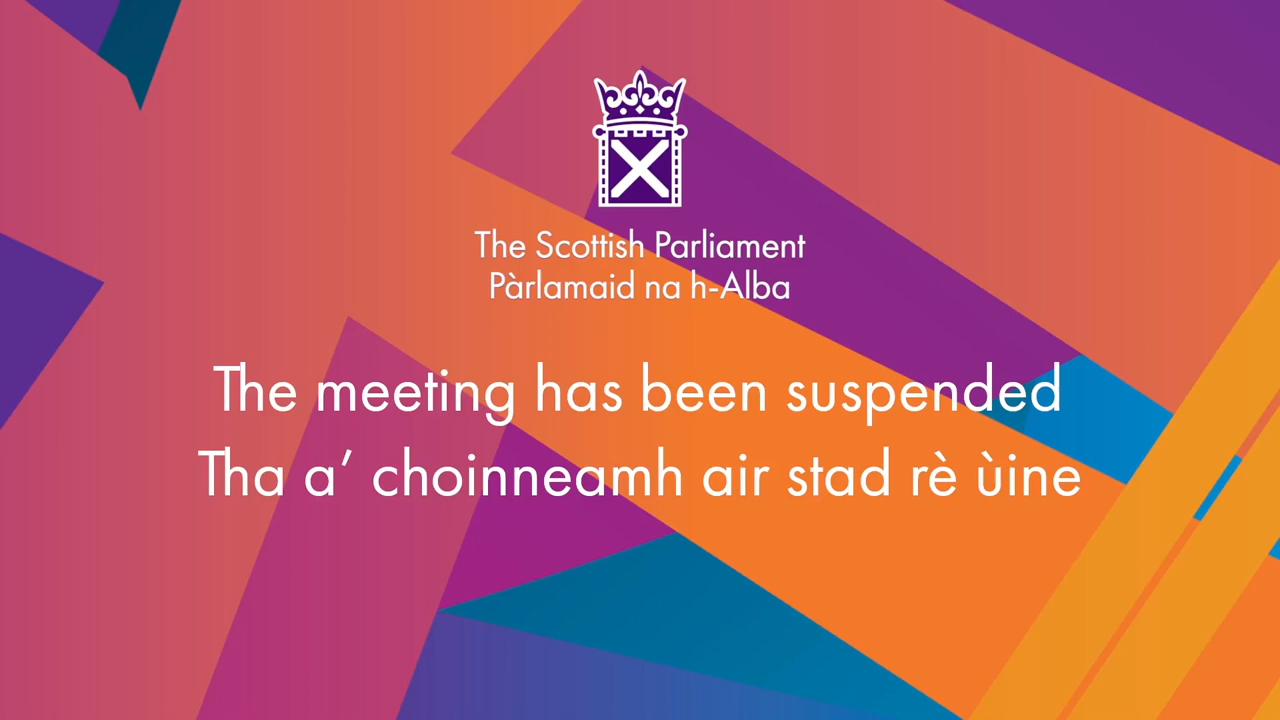 The Scottish Parliament
Pàrlamaid na h-Alba
The meeting has been suspended
Tha a’ choinneamh air stad rè ùine